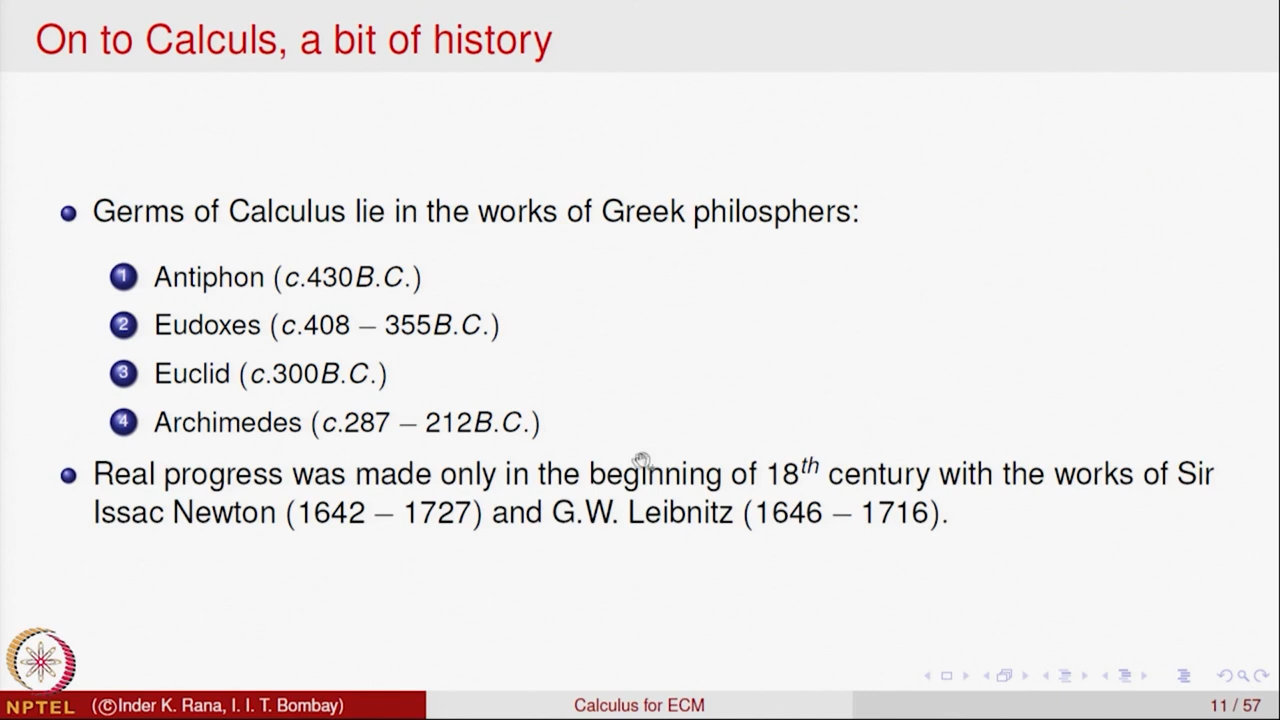 On to Calculs, a bit of history
Germs of Calculus lie in the works of Greek philosphers:
1 Antiphon (c.430B.C.)
2 Eudoxes (c.408 – 355B.C.)
3 Euclid (c.300B.C.)
4 Archimedes (c.287 – 212B.C.)
Real progress was made only in the beginning of 18th century with the works of Sir
Issac Newton (1642 – 1727) and G.W. Leibnitz (1646 – 1716).
NPTEL (©Inder K. Rana, I. I. T. Bombay) Calculus for ECM 11 / 57